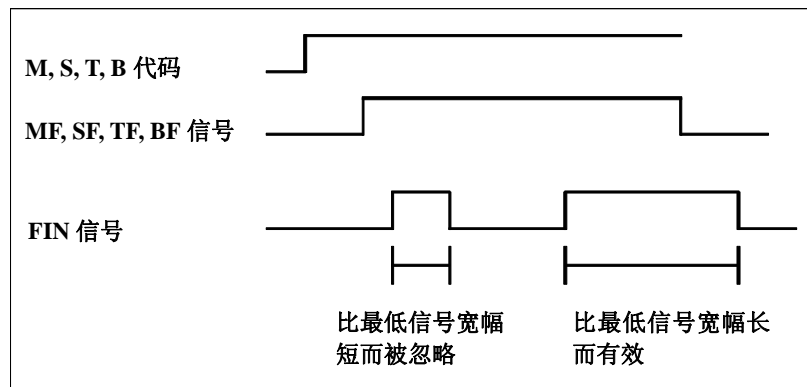 M, S, T, B 代码
MF, SF, TF, BF 信号
FIN 信号
比最低信号宽幅
短而被忽略
比最低信号宽幅长
而有效